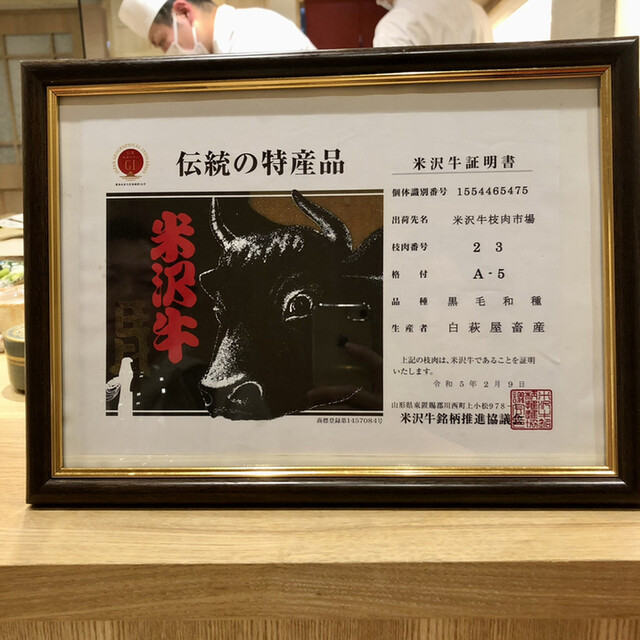 GI
伝統の特産品
米沢牛
商標登録第1457084号
米沢牛証明書
個体識別番号 1554465475
出荷先名 米沢牛枝肉市場
枝肉番号 23
格付 A-5
品種 黒毛和種
生産者 白萩屋畜産
上記の枝肉は、米沢牛であることを証明
いたします。
令和5年2月9日
山形県東置賜郡川西町上小松978-
米沢牛銘柄推進協議会